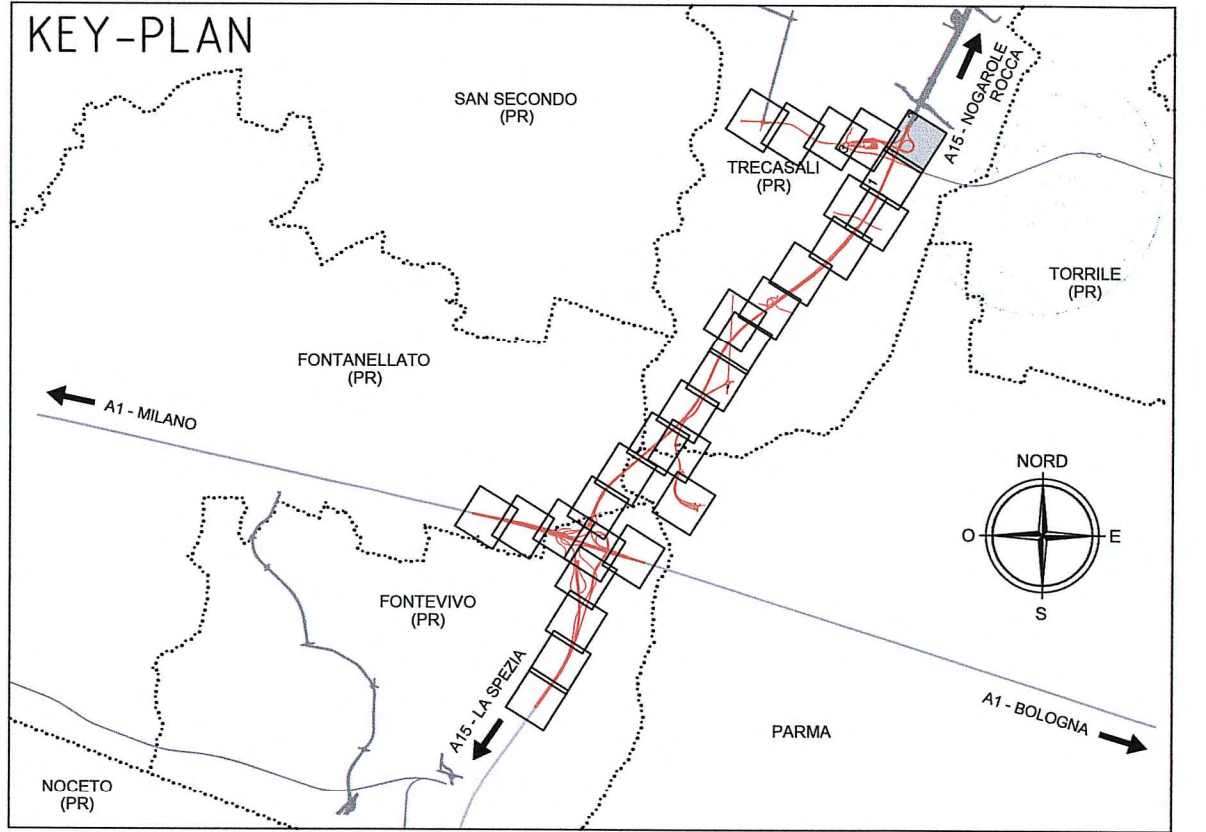 KEY-PLAN
SAN SECONDO
(PR)
A15 - NOGAROLE
ROCCA
TRECASALI
(PR)
TORRILE
(PR)
FONTANELLATO
(PR)
A1 - MILANO
NORD
O
E
S
FONTEVIVO
(PR)
A15 - LA SPEZIA
A1 - BOLOGNA
PARMA
NOCETO
(PR)